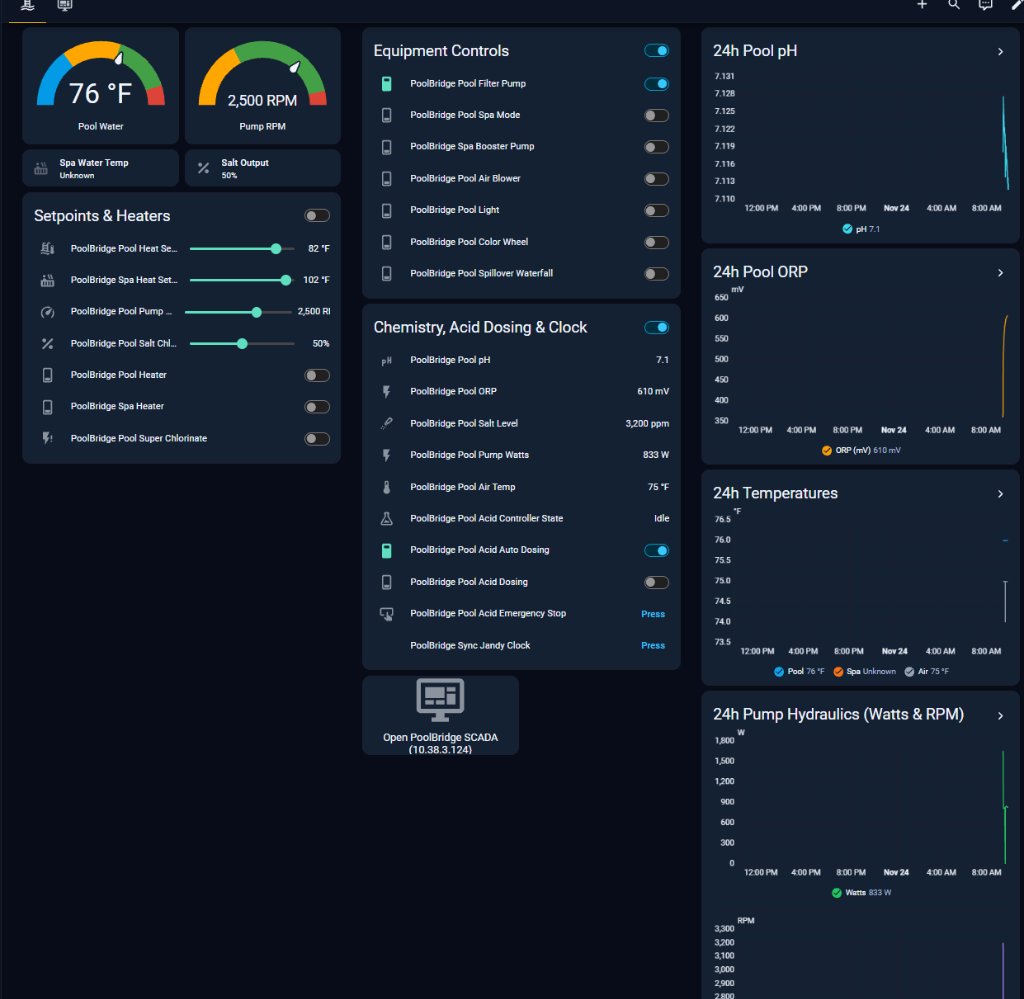 76 °F
Pool Water
2,500 RPM
Pump RPM
Spa Water Temp
Unknown
Salt Output
50%
Setpoints & Heaters
PoolBridge Pool Heat Se... 82 °F
PoolBridge Spa Heat Set... 102 °F
PoolBridge Pool Pump ... 2,500 RI
PoolBridge Pool Salt Chl... 50%
PoolBridge Pool Heater
PoolBridge Spa Heater
PoolBridge Pool Super Chlorinate
Equipment Controls
PoolBridge Pool Filter Pump
PoolBridge Pool Spa Mode
PoolBridge Spa Booster Pump
PoolBridge Pool Air Blower
PoolBridge Pool Light
PoolBridge Pool Color Wheel
PoolBridge Pool Spillover Waterfall
Chemistry, Acid Dosing & Clock
pH PoolBridge Pool pH 7.1
PoolBridge Pool ORP 610 mV
PoolBridge Pool Salt Level 3,200 ppm
PoolBridge Pool Pump Watts 833 W
PoolBridge Pool Air Temp 75 °F
PoolBridge Pool Acid Controller State Idle
PoolBridge Pool Acid Auto Dosing
PoolBridge Pool Acid Dosing
PoolBridge Pool Acid Emergency Stop Press
PoolBridge Sync Jandy Clock Press
Open PoolBridge SCADA
(10.38.3.124)
24h Pool pH
7.131
7.128
7.125
7.122
7.119
7.116
7.113
7.110
12:00 PM 4:00 PM 8:00 PM Nov 24 4:00 AM 8:00 AM
pH 7.1
24h Pool ORP
mV
650
600
550
500
450
400
350
12:00 PM 4:00 PM 8:00 PM Nov 24 4:00 AM 8:00 AM
ORP (mV) 610 mV
24h Temperatures
°F
76.5
76.0
75.5
75.0
74.5
74.0
73.5
12:00 PM 4:00 PM 8:00 PM Nov 24 4:00 AM 8:00 AM
Pool 76 °F Spa Unknown Air 75 °F
24h Pump Hydraulics (Watts & RPM)
W
1,800
1,500
1,200
900
600
300
0
12:00 PM 4:00 PM 8:00 PM Nov 24 4:00 AM 8:00 AM
Watts 833 W
RPM
3,300
3,200
3,100
3,000
2,900
2,800